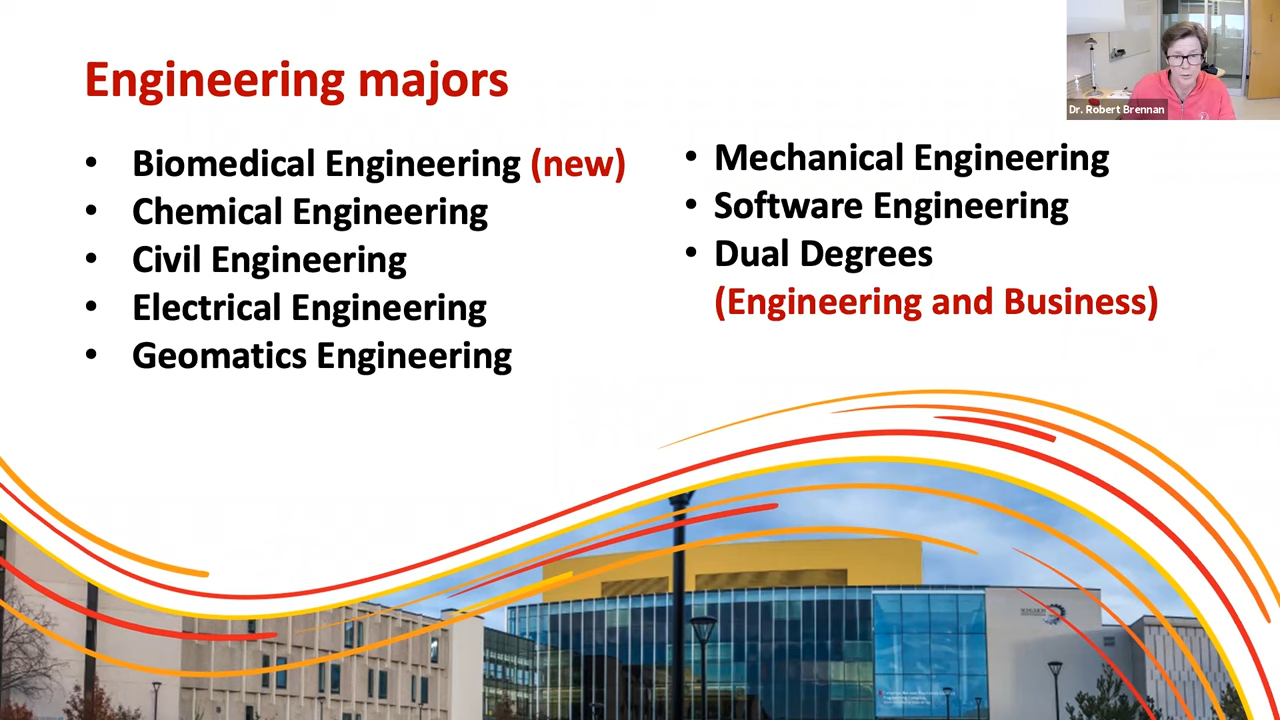 Engineering majors
• Biomedical Engineering (new)
• Chemical Engineering
• Civil Engineering
• Electrical Engineering
• Geomatics Engineering
• Mechanical Engineering
• Software Engineering
• Dual Degrees
(Engineering and Business)
Dr. Robert Brennan